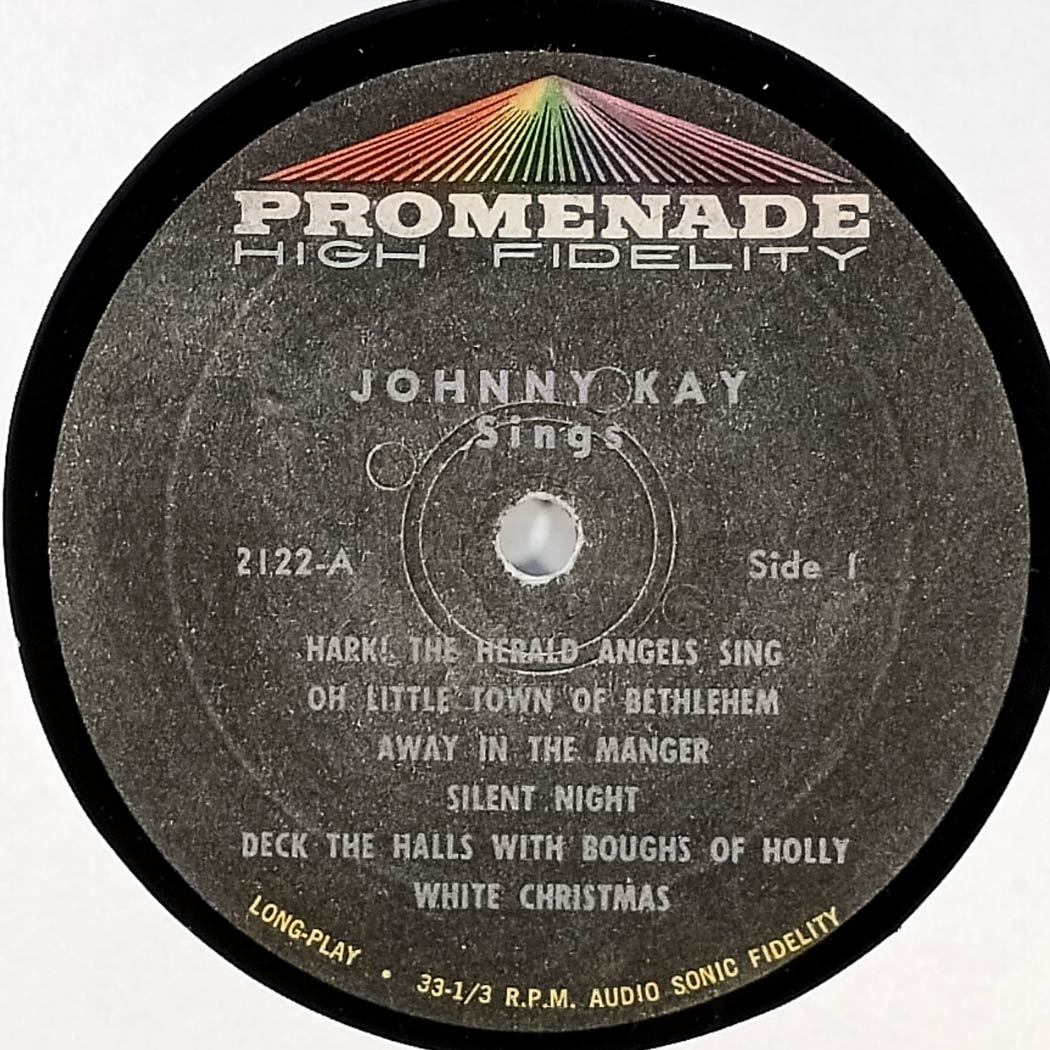 PROMENADE
HIGH FIDELITY
JOHNNY KAY
Sings
2122-A
Side 1
HARK! THE HERALD ANGELS SING
OH LITTLE TOWN OF BETHLEHEM
AWAY IN THE MANGER
SILENT NIGHT
DECK THE HALLS WITH BOUGHS OF HOLLY
WHITE CHRISTMAS
LONG-PLAY • 33-1/3 R.P.M. AUDIO SONIC FIDELITY